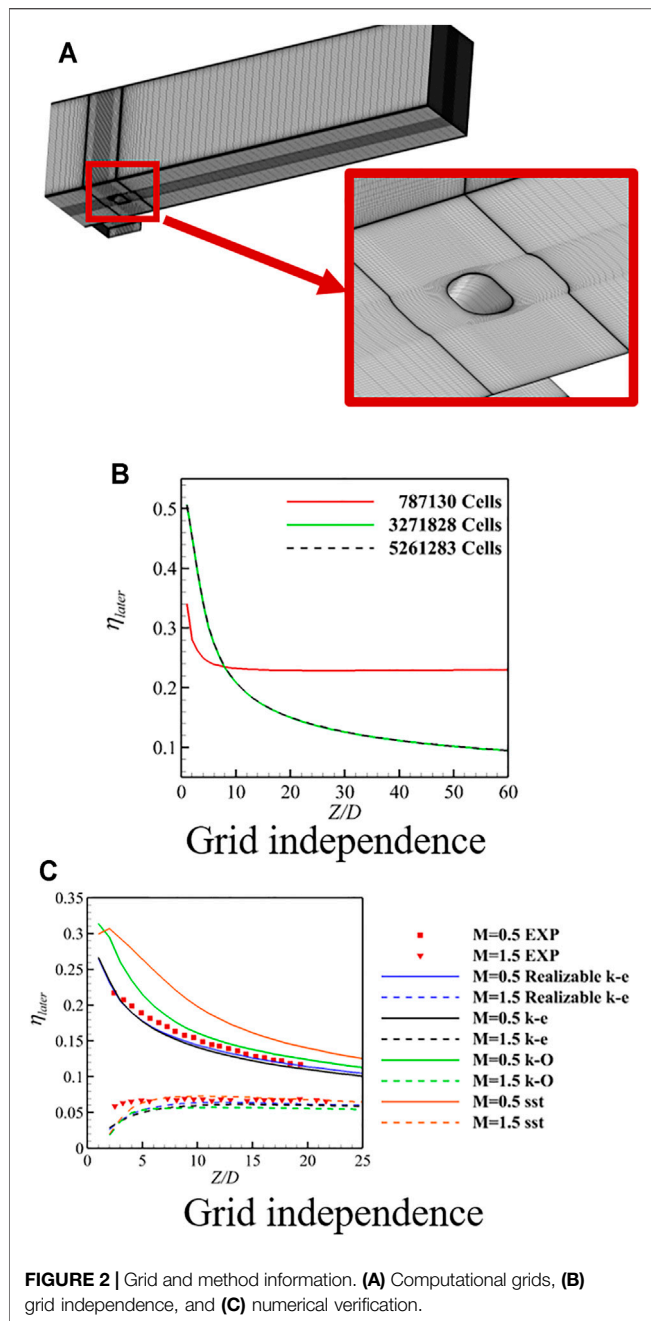 A
B
787130 Cells
3271828 Cells
5261283 Cells
0.5
0.4
0.3
0.2
0.1
ηlater
0 10 20 30 40 50 60
Z/D
Grid independence
C
0.35
0.3
0.25
0.2
0.15
0.1
0.05
0
ηlater
0 5 10 15 20 25
Z/D
M=0.5 EXP
M=1.5 EXP
M=0.5 Realizable k-e
M=1.5 Realizable k-e
M=0.5 k-e
M=1.5 k-e
M=0.5 k-O
M=1.5 k-O
M=0.5 sst
M=1.5 sst
Grid independence
FIGURE 2 | Grid and method information. (A) Computational grids, (B)
grid independence, and (C) numerical verification.